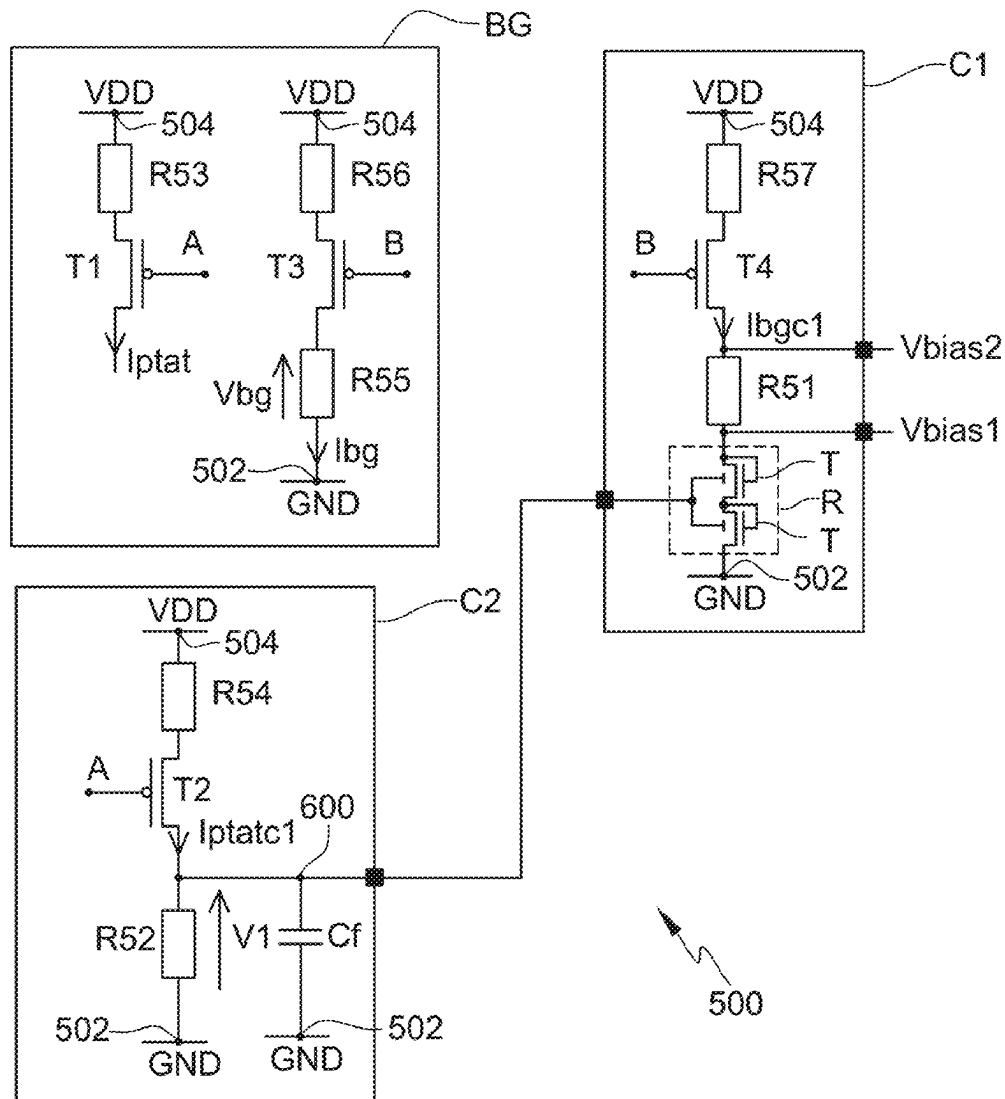 BG
VDD
504
R53
T1
A
Iptat
VDD
504
R56
T3
B
Vbg
R55
Ibg
502
GND
C1
VDD
504
R57
B
T4
Ibgc1
Vbias2
R51
Vbias1
T
R
T
502
GND
C2
VDD
504
R54
A
T2
Iptatc1
600
R52
V1
Cf
502
GND
502
GND
500